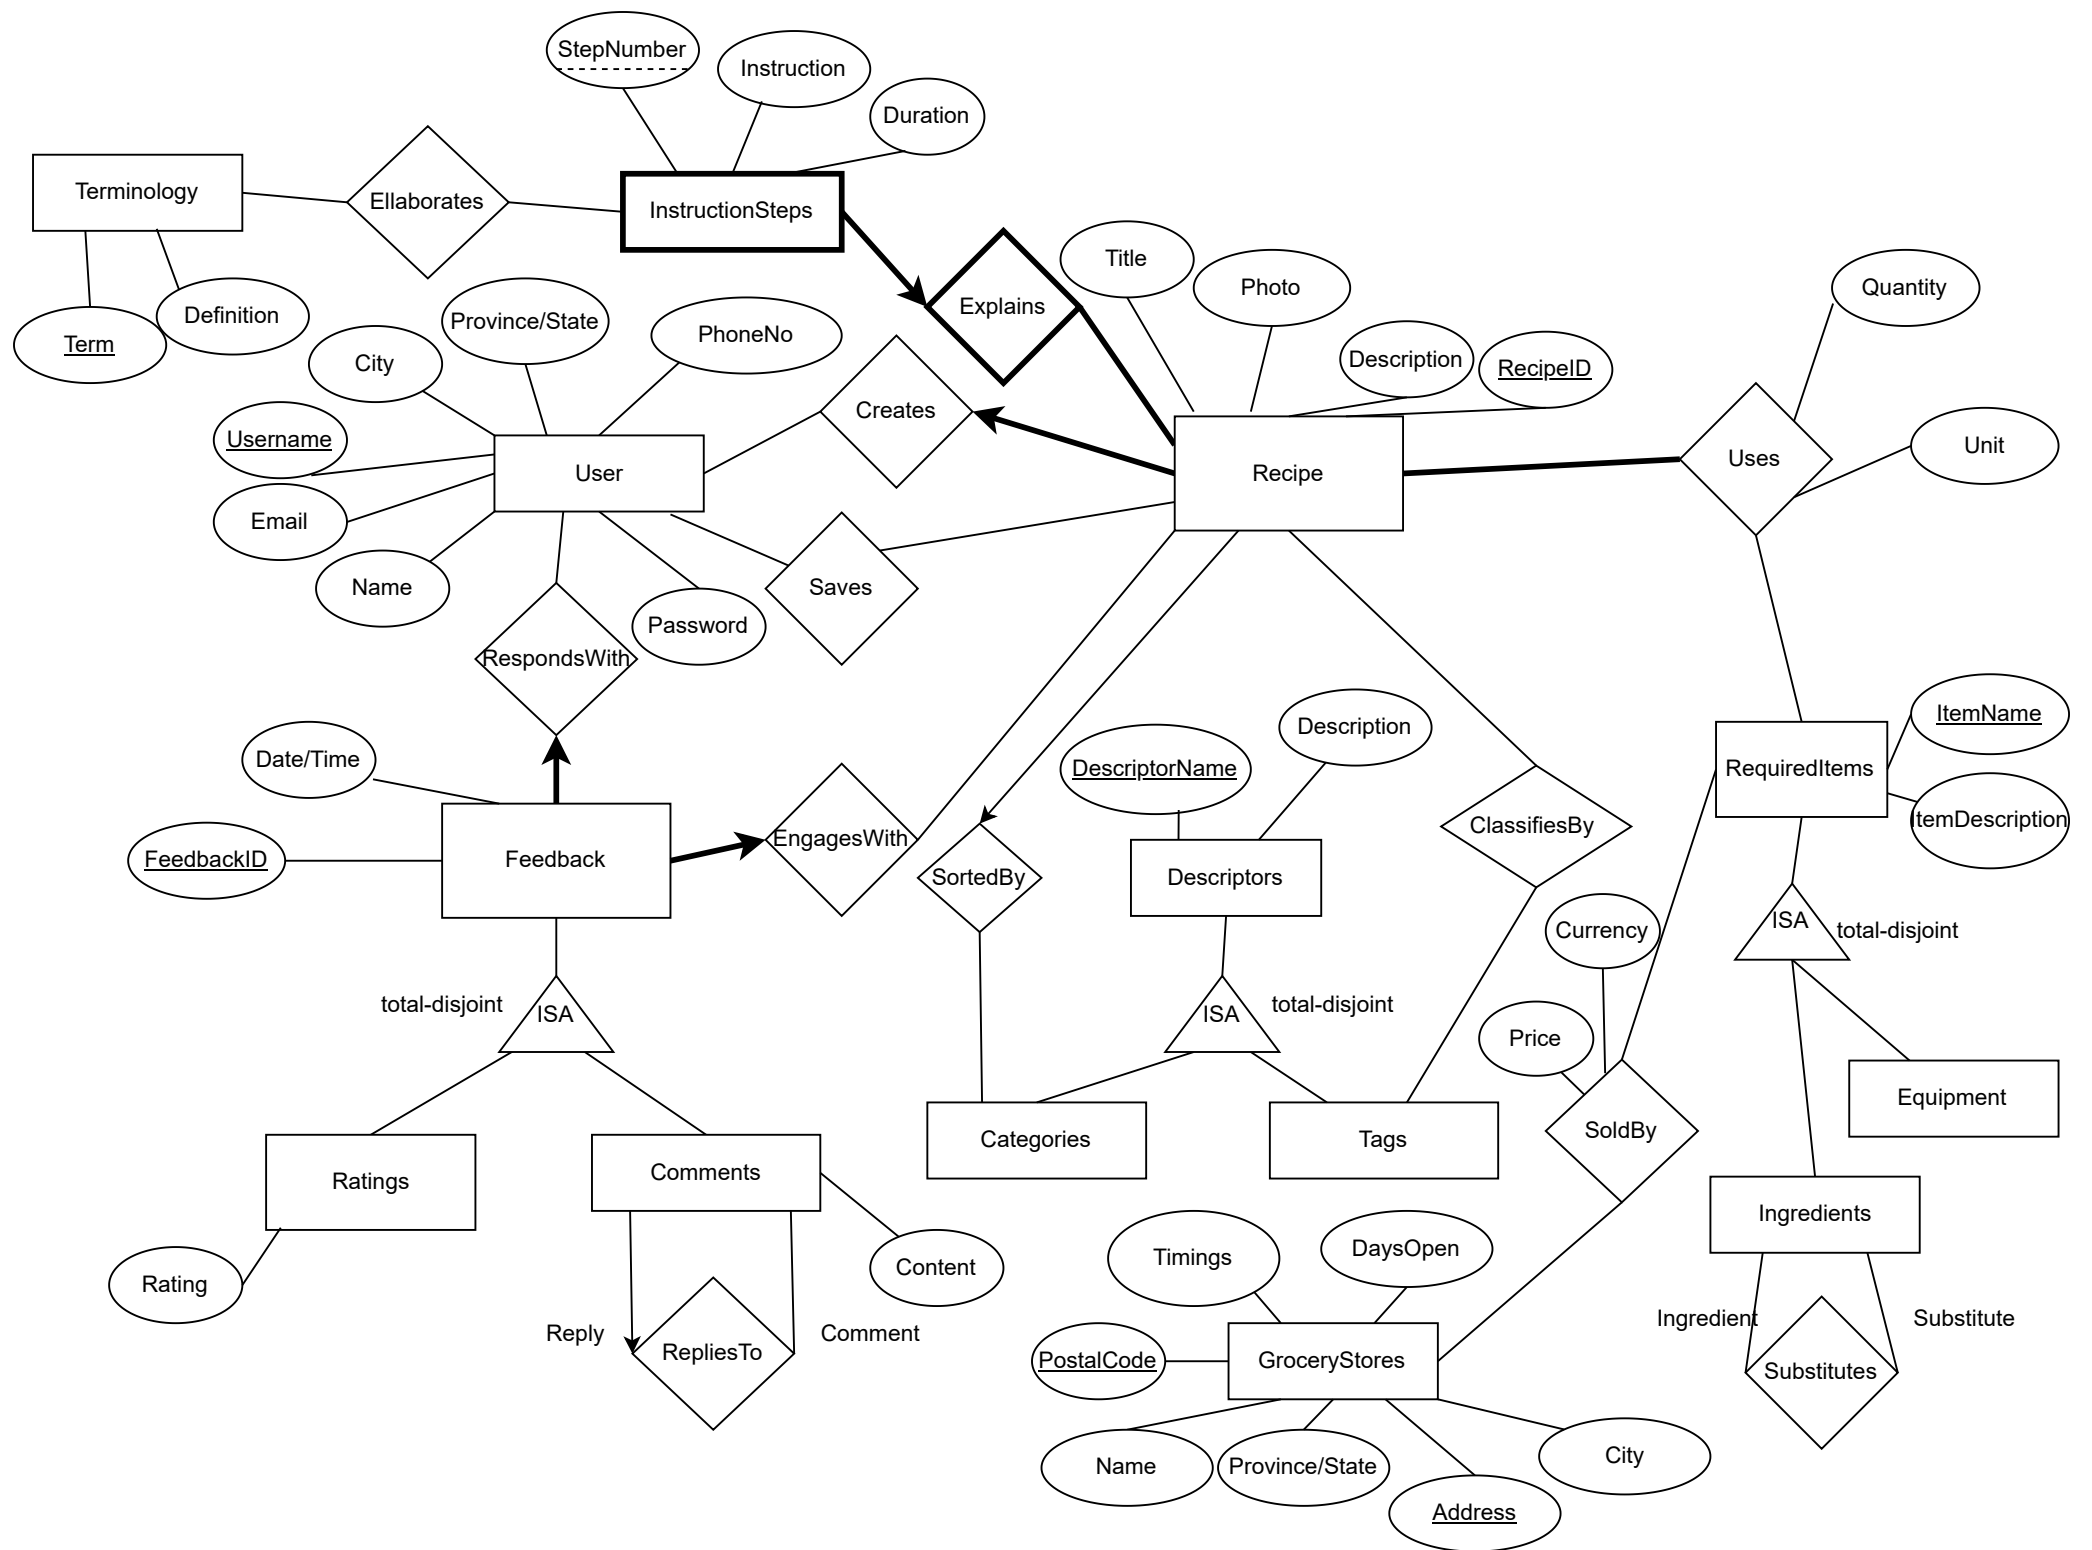 StepNumber
Instruction
Duration
Terminology
Ellaborates
InstructionSteps
Title
Photo
Explains
Quantity
Definition
Term
Province/State
PhoneNo
City
Description
RecipeID
Creates
Username
User
Recipe
Uses
Unit
Email
Name
Saves
Password
RespondsWith
Date/Time
DescriptorName
Description
ItemName
RequiredItems
ItemDescription
FeedbackID
Feedback
EngagesWith
SortedBy
Descriptors
ClassifiesBy
Currency
ISA
total-disjoint
total-disjoint
ISA
ISA
total-disjoint
Price
Equipment
Ratings
Comments
Categories
Tags
SoldBy
Ingredients
Rating
Content
Timings
DaysOpen
Reply
RepliesTo
Comment
PostalCode
GroceryStores
Ingredient
Substitutes
Substitute
Name
Province/State
Address
City